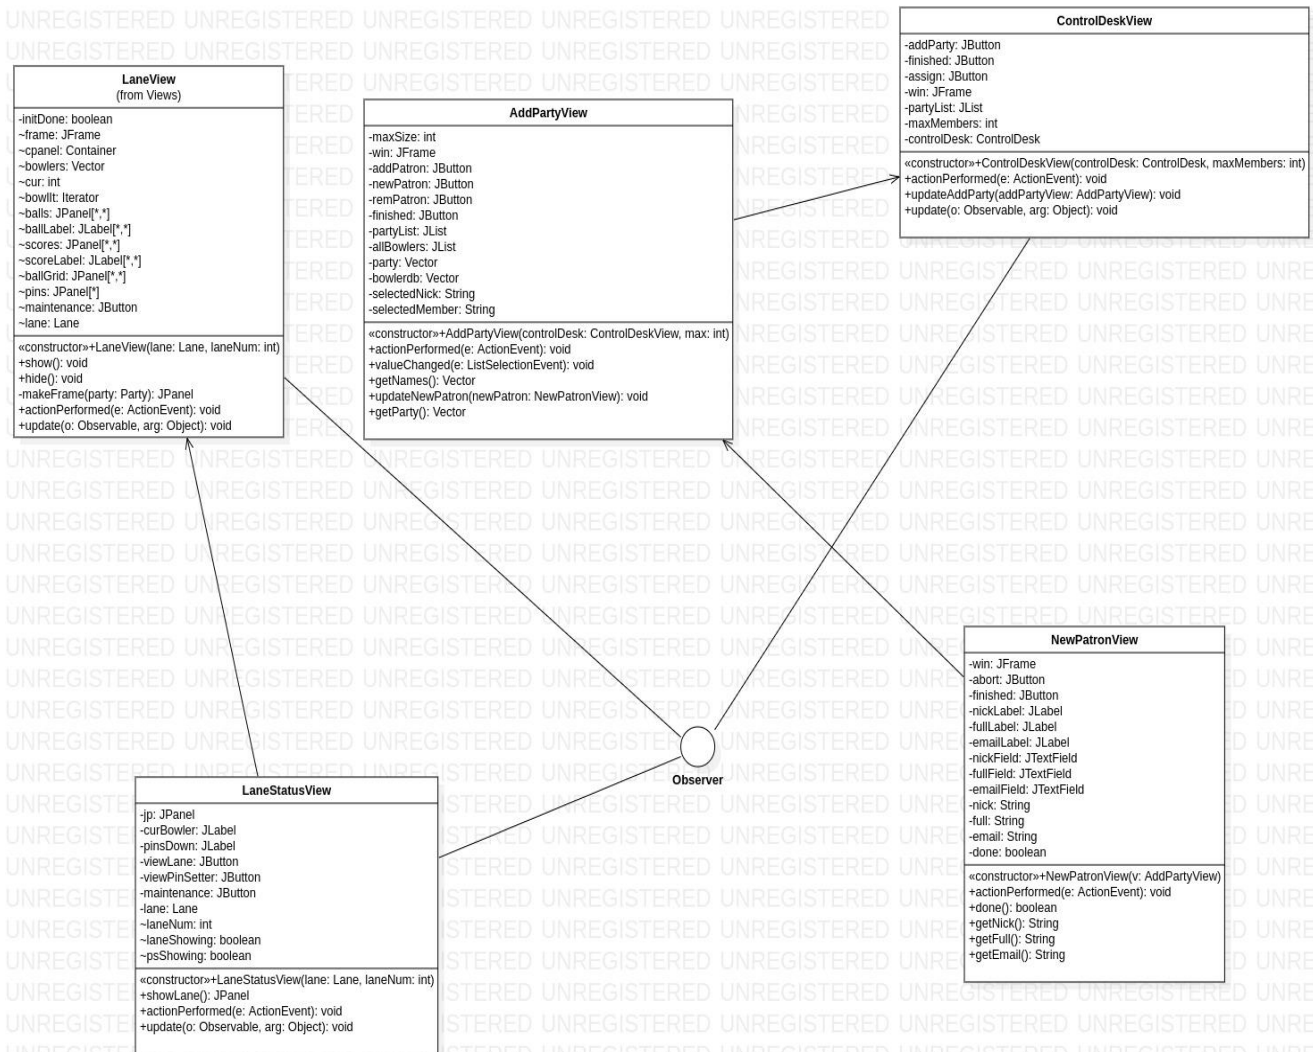 ControlDeskView
-addParty: JButton
-finished: JButton
-assign: JButton
-win: JFrame
-partyList: JList
-maxMembers: int
-controlDesk: ControlDesk
«constructor»+ControlDeskView(controlDesk: ControlDesk, maxMembers: int)
+actionPerformed(e: ActionEvent): void
+updateAddParty(addPartyView: AddPartyView): void
+update(o: Observable, arg: Object): void
LaneView
(from Views)
-initDone: boolean
~frame: JFrame
~cpanel: Container
~bowlers: Vector
~cur: int
~bowlIt: Iterator
~balls: JPanel[*,*]
~ballLabel: JLabel[*,*]
~scores: JPanel[*,*]
~scoreLabel: JLabel[*,*]
~ballGrid: JPanel[*,*]
~pins: JPanel[*]
~maintenance: JButton
~lane: Lane
«constructor»+LaneView(lane: Lane, laneNum: int)
+show(): void
+hide(): void
-makeFrame(party: Party): JPanel
+actionPerformed(e: ActionEvent): void
+update(o: Observable, arg: Object): void
AddPartyView
-maxSize: int
-win: JFrame
-addPatron: JButton
-newPatron: JButton
-remPatron: JButton
-finished: JButton
-partyList: JList
-allBowlers: JList
-party: Vector
-bowlerdb: Vector
-selectedNick: String
-selectedMember: String
«constructor»+AddPartyView(controlDesk: ControlDeskView, max: int)
+actionPerformed(e: ActionEvent): void
+valueChanged(e: ListSelectionEvent): void
+getNames(): Vector
+updateNewPatron(newPatron: NewPatronView): void
+getParty(): Vector
NewPatronView
-win: JFrame
-abort: JButton
-finished: JButton
-nickLabel: JLabel
-fullLabel: JLabel
-emailLabel: JLabel
-nickField: JTextField
-fullField: JTextField
-emailField: JTextField
-nick: String
-full: String
-email: String
-done: boolean
«constructor»+NewPatronView(v: AddPartyView)
+actionPerformed(e: ActionEvent): void
+done(): boolean
+getNick(): String
+getFull(): String
+getEmail(): String
Observer
LaneStatusView
-jp: JPanel
-curBowler: JLabel
-pinsDown: JLabel
-viewLane: JButton
-viewPinSetter: JButton
-maintenance: JButton
-lane: Lane
~laneNum: int
~laneShowing: boolean
~psShowing: boolean
«constructor»+LaneStatusView(lane: Lane, laneNum: int)
+showLane(): JPanel
+actionPerformed(e: ActionEvent): void
+update(o: Observable, arg: Object): void